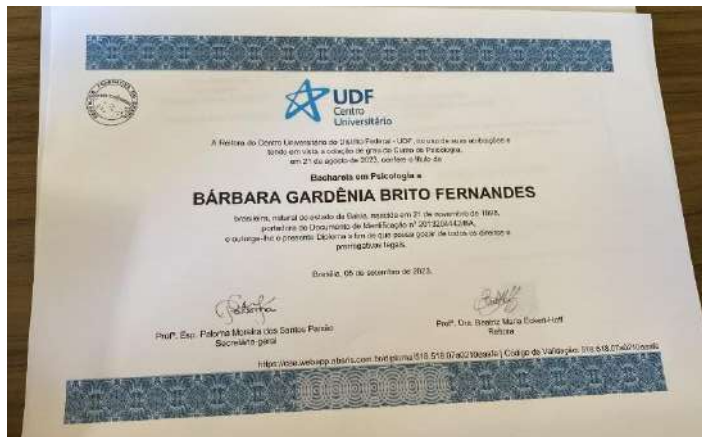 UDF
Centro
Universitário
A Reitora do Centro Universitário do Distrito Federal - UDF, no uso de suas atribuições e
tendo em vista a colação de grau do Curso de Psicologia,
em 21 de agosto de 2023, confere o título de
Bacharela em Psicologia a
BÁRBARA GARDÊNIA BRITO FERNANDES
brasileira, natural do estado da Bahia, nascida em 21 de novembro de
portadora do Documento de Identificação nº
e outorga-lhe o presente Diploma a fim de que possa gozar de todos os direitos e
prerrogativas legais.
Brasília, 05 de setembro de 2023.
Profª. Esp. Paloma Moreira dos Santos
Secretária-geral
Profª. Dra. Beatriz Maria Eckert-Hoff
Reitora
Código de Validação: